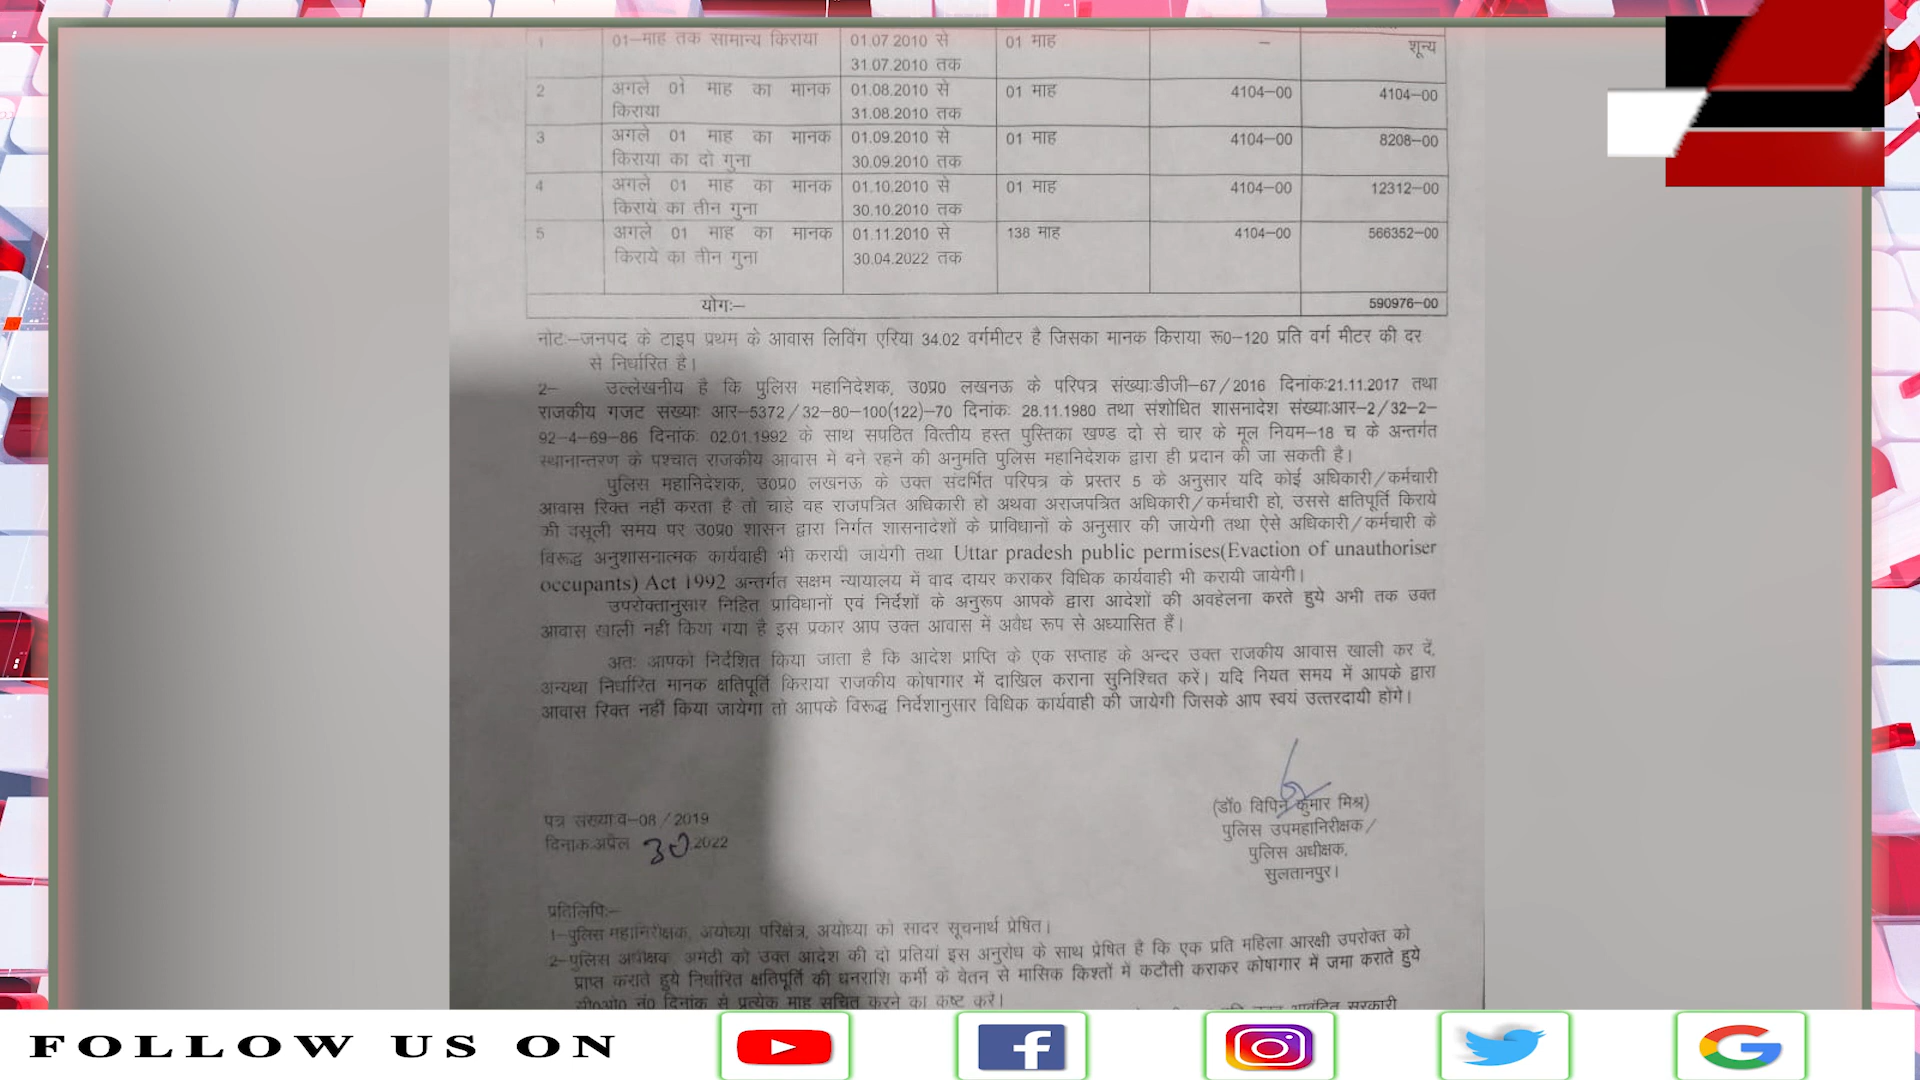 1 01–माह तक सामान्य किराया 01.07.2010 से 31.07.2010 तक 01 माह – शून्य
2 अगले 01 माह का मानक किराया 01.08.2010 से 31.08.2010 तक 01 माह 4104–00 4104–00
3 अगले 01 माह का मानक किराया का दो गुना 01.09.2010 से 30.09.2010 तक 01 माह 4104–00 8208–00
4 अगले 01 माह का मानक किराये का तीन गुना 01.10.2010 से 30.10.2010 तक 01 माह 4104–00 12312–00
5 अगले 01 माह का मानक किराये का तीन गुना 01.11.2010 से 30.04.2022 तक 138 माह 4104–00 566352–00
योगः– 590976–00
नोटः–जनपद के टाइप प्रथम के आवास लिविंग एरिया 34.02 वर्गमीटर है जिसका मानक किराया रू0–120 प्रति वर्ग मीटर की दर
से निर्धारित है।
2– उल्लेखनीय है कि पुलिस महानिदेशक, उ0प्र0 लखनऊ के परिपत्र संख्याःडीजी–67/2016 दिनांकः21.11.2017 तथा
राजकीय गजट संख्याः आर–5372/32–80–100(122)–70 दिनांकः 28.11.1980 तथा संशोधित शासनादेश संख्याःआर–2/32–2–
92–4–69–86 दिनांकः 02.01.1992 के साथ सपठित वित्तीय हस्त पुस्तिका खण्ड दो से चार के मूल नियम–18 च के अन्तर्गत
स्थानान्तरण के पश्चात राजकीय आवास में बने रहने की अनुमति पुलिस महानिदेशक द्वारा ही प्रदान की जा सकती है।
पुलिस महानिदेशक, उ0प्र0 लखनऊ के उक्त संदर्भित परिपत्र के प्रस्तर 5 के अनुसार यदि कोई अधिकारी/कर्मचारी
आवास रिक्त नहीं करता है तो चाहे वह राजपत्रित अधिकारी हो अथवा अराजपत्रित अधिकारी/कर्मचारी हो, उससे क्षतिपूर्ति किराये
की वसूली समय पर उ0प्र0 शासन द्वारा निर्गत शासनादेशों के प्राविधानों के अनुसार की जायेगी तथा ऐसे अधिकारी/कर्मचारी के
विरूद्ध अनुशासनात्मक कार्यवाही भी करायी जायेगी तथा Uttar pradesh public permises(Evaction of unauthoriser
occupants) Act 1992 अन्तर्गत सक्षम न्यायालय में वाद दायर कराकर विधिक कार्यवाही भी करायी जायेगी।
उपरोक्तानुसार निहित प्राविधानों एवं निर्देशों के अनुरूप आपके द्वारा आदेशों की अवहेलना करते हुये अभी तक उक्त
आवास खाली नहीं किया गया है इस प्रकार आप उक्त आवास में अवैध रूप से अध्यासित हैं।
अतः आपको निर्देशित किया जाता है कि आदेश प्राप्ति के एक सप्ताह के अन्दर उक्त राजकीय आवास खाली कर दें,
अन्यथा निर्धारित मानक क्षतिपूर्ति किराया राजकीय कोषागार में दाखिल कराना सुनिश्चित करें। यदि नियत समय में आपके द्वारा
आवास रिक्त नहीं किया जायेगा तो आपके विरूद्ध निर्देशानुसार विधिक कार्यवाही की जायेगी जिसके आप स्वयं उत्तरदायी होंगे।
(डॉ0 विपिन कुमार मिश्र)
पत्र संख्याःव–08/2019
पुलिस उपमहानिरीक्षक/
दिनांकःअप्रैल 30 2022
पुलिस अधीक्षक,
सुलतानपुर।
प्रतिलिपिः–
1–पुलिस महानिरीक्षक, अयोध्या परिक्षेत्र, अयोध्या को सादर सूचनार्थ प्रेषित।
2–पुलिस अधीक्षक अमेठी को उक्त आदेश की दो प्रतियां इस अनुरोध के साथ प्रेषित है कि एक प्रति महिला आरक्षी उपरोक्त को
प्राप्त कराते हुये निर्धारित क्षतिपूर्ति की धनराशि कर्मी के वेतन से मासिक किश्तों में कटौती कराकर कोषागार में जमा कराते हुये
सी0ओ0 नं0 दिनांक से प्रत्येक माह सूचित करने का कष्ट करें।
आवंटित सरकारी
FOLLOW US ON